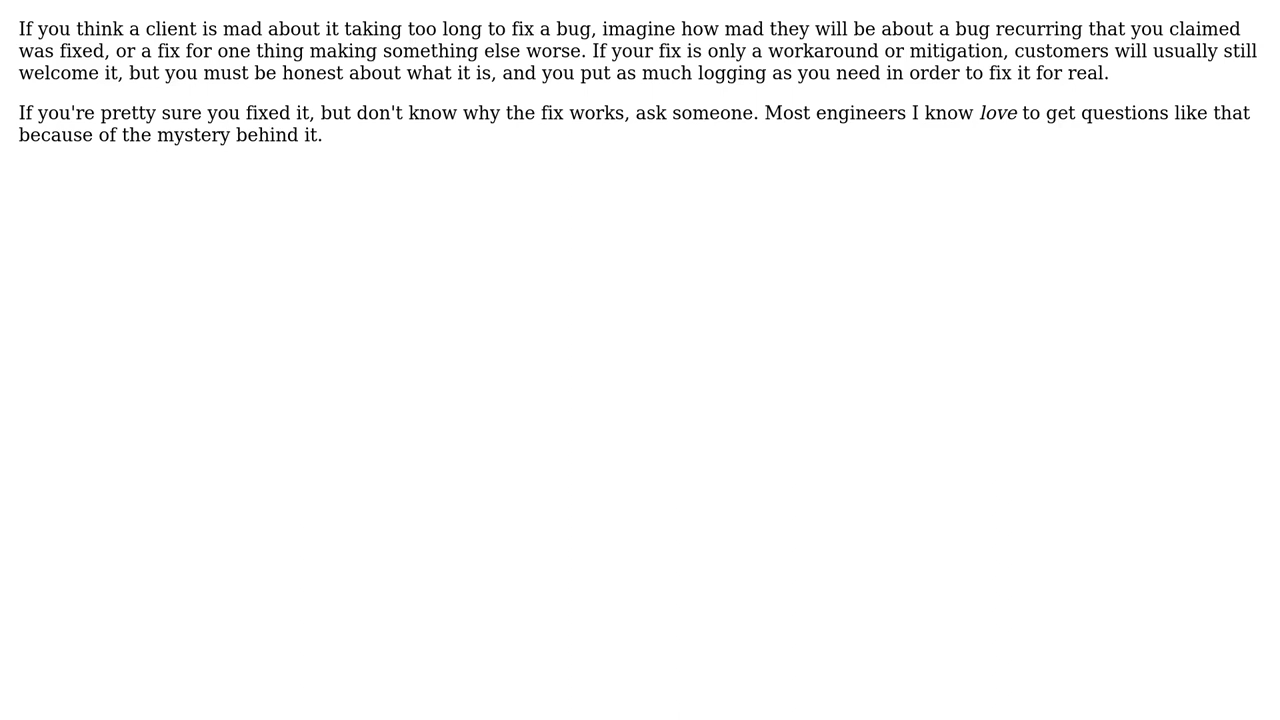 If you think a client is mad about it taking too long to fix a bug, imagine how mad they will be about a bug recurring that you claimed
was fixed, or a fix for one thing making something else worse. If your fix is only a workaround or mitigation, customers will usually still
welcome it, but you must be honest about what it is, and you put as much logging as you need in order to fix it for real.
If you're pretty sure you fixed it, but don't know why the fix works, ask someone. Most engineers I know love to get questions like that
because of the mystery behind it.